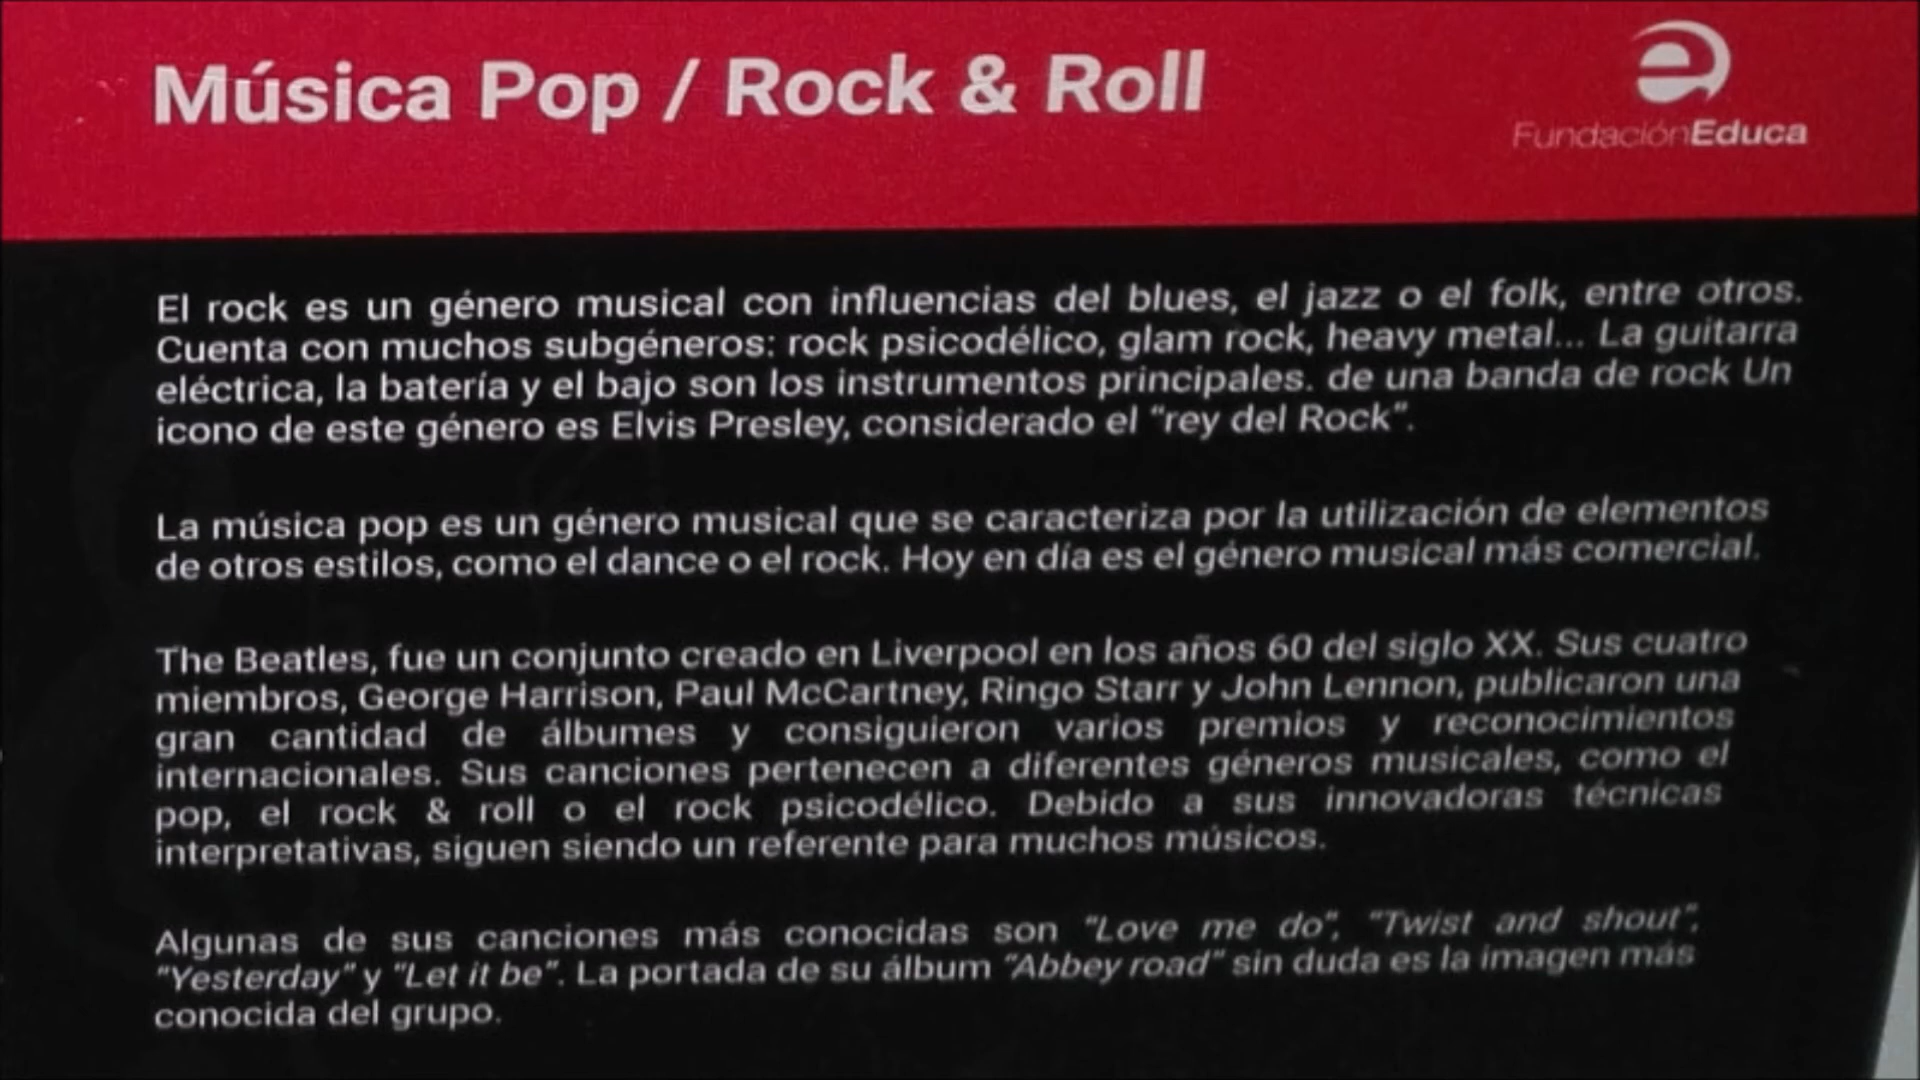 Música Pop / Rock & Roll
FundaciónEduca
El rock es un género musical con influencias del blues, el jazz o el folk, entre otros.
Cuenta con muchos subgéneros: rock psicodélico, glam rock, heavy metal... La guitarra
eléctrica, la batería y el bajo son los instrumentos principales. de una banda de rock Un
icono de este género es Elvis Presley, considerado el “rey del Rock”.
La música pop es un género musical que se caracteriza por la utilización de elementos
de otros estilos, como el dance o el rock. Hoy en día es el género musical más comercial.
The Beatles, fue un conjunto creado en Liverpool en los años 60 del siglo XX. Sus cuatro
miembros, George Harrison, Paul McCartney, Ringo Starr y John Lennon, publicaron una
gran cantidad de álbumes y consiguieron varios premios y reconocimientos
internacionales. Sus canciones pertenecen a diferentes géneros musicales, como el
pop, el rock & roll o el rock psicodélico. Debido a sus innovadoras técnicas
interpretativas, siguen siendo un referente para muchos músicos.
Algunas de sus canciones más conocidas son “Love me do”, “Twist and shout”,
“Yesterday” y “Let it be”. La portada de su álbum “Abbey road” sin duda es la imagen más
conocida del grupo.